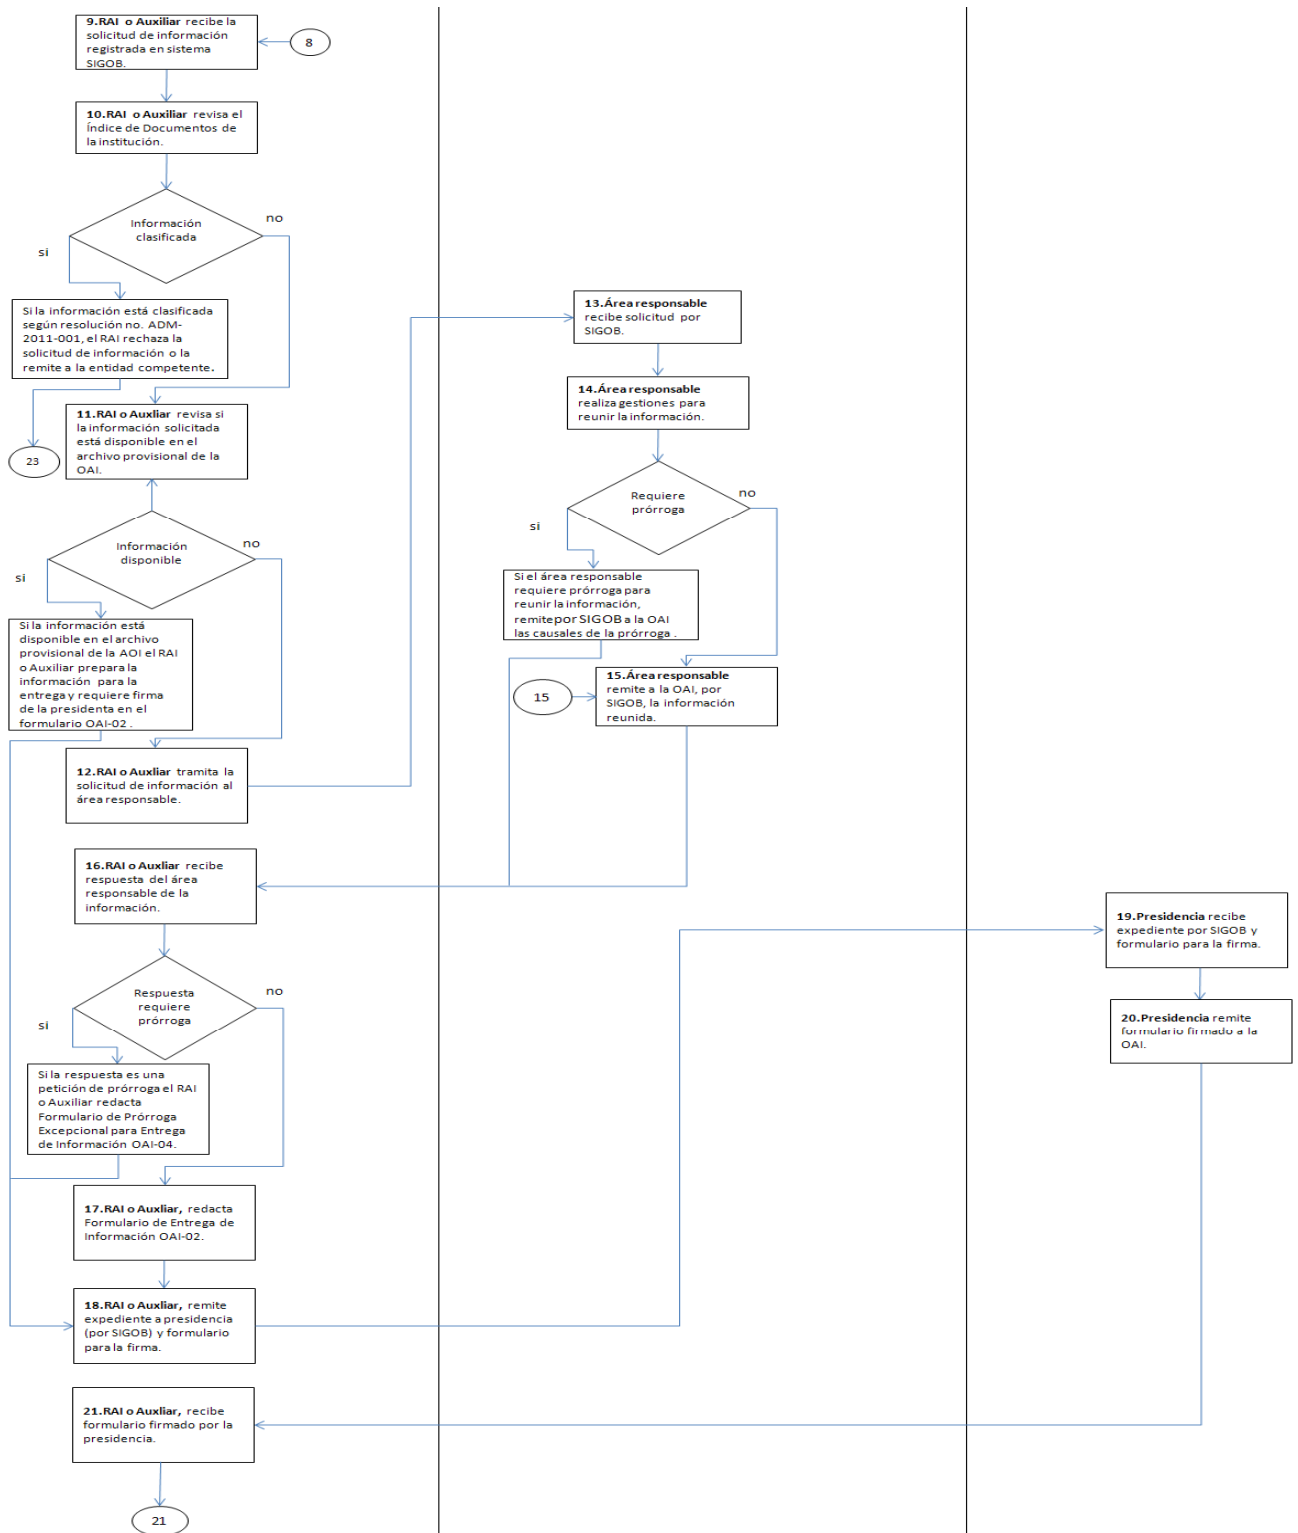 9.RAI o Auxiliar recibe la
solicitud de información
registrada en sistema
SIGOB.
8
10.RAI o Auxiliar revisa el
Índice de Documentos de
la institución.
Información
clasificada
no
si
Si la información está clasificada
según resolución no. ADM-
2011-001, el RAI rechaza la
solicitud de información o la
remite a la entidad competente.
11.RAI o Auxliar revisa si
la información solicitada
está disponible en el
archivo provisional de la
OAI.
23
Información
disponible
no
si
Si la información está
disponible en el archivo
provisional de la AOI el RAI
o Auxiliar prepara la
información para la
entrega y requiere firma
de la presidenta en el
formulario OAI-02 .
12.RAI o Auxliar tramita la
solicitud de información al
área responsable.
13.Área responsable
recibe solicitud por
SIGOB.
14.Área responsable
realiza gestiones para
reunir la información.
Requiere
prórroga
no
si
Si el área responsable
requiere prórroga para
reunir la información,
remite por SIGOB a la OAI
las causales de la prórroga .
15.Área responsable
remite a la OAI, por
SIGOB, la información
reunida.
15
16.RAI o Auxliar recibe
respuesta del área
responsable de la
información.
Respuesta
requiere
prórroga
no
si
Si la respuesta es una
petición de prórroga el RAI
o Auxiliar redacta
Formulario de Prórroga
Excepcional para Entrega
de Información OAI-04.
17.RAI o Auxliar, redacta
Formulario de Entrega de
Información OAI-02.
18.RAI o Auxliar, remite
expediente a presidencia
(por SIGOB) y formulario
para la firma.
19.Presidencia recibe
expediente por SIGOB y
formulario para la firma.
20.Presidencia remite
formulario firmado a la
OAI.
21.RAI o Auxliar, recibe
formulario firmado por la
presidencia.
21